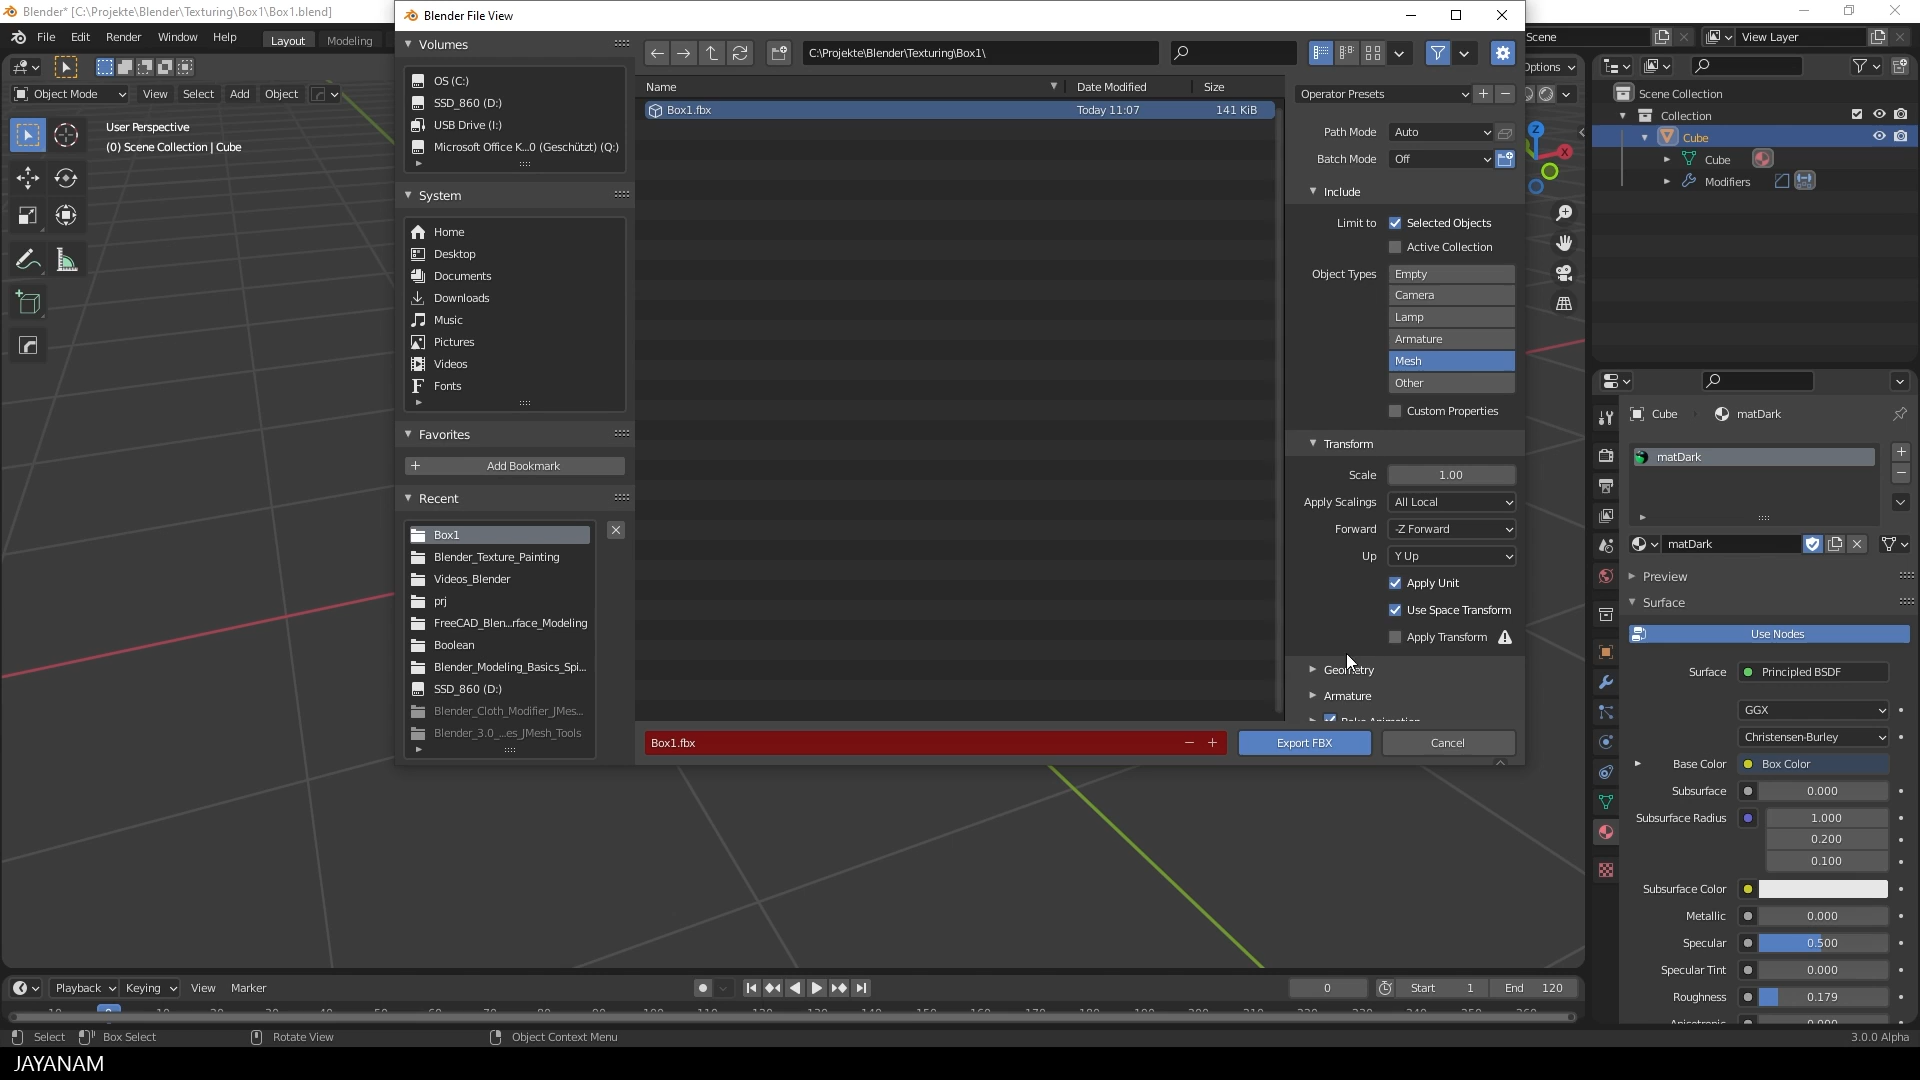 Blender* [C:\Projekte\Blender\Texturing\Box1\Box1.blend]
File Edit Render Window Help Layout Modeling
Object Mode View Select Add Object
User Perspective
(0) Scene Collection | Cube
Blender File View
Volumes
OS (C:)
SSD_860 (D:)
USB Drive (I:)
Microsoft Office K...0 (Geschützt) (Q:)
System
Home
Desktop
Documents
Downloads
Music
Pictures
Videos
Fonts
Favorites
Add Bookmark
Recent
Box1
Blender_Texture_Painting
Videos_Blender
prj
FreeCAD_Blen...rface_Modeling
Boolean
Blender_Modeling_Basics_Spi...
SSD_860 (D:)
Blender_Cloth_Modifier_JMes...
Blender_3.0_...es_JMesh_Tools
C:\Projekte\Blender\Texturing\Box1\
Name Date Modified Size
Box1.fbx Today 11:07 141 KiB
Box1.fbx
Export FBX Cancel
Operator Presets
Path Mode Auto
Batch Mode Off
Include
Limit to Selected Objects
Active Collection
Object Types Empty
Camera
Lamp
Armature
Mesh
Other
Custom Properties
Transform
Scale 1.00
Apply Scalings All Local
Forward -Z Forward
Up Y Up
Apply Unit
Use Space Transform
Apply Transform
Geometry
Armature
Bake Animation
Scene View Layer
Options
Z
X
Scene Collection
Collection
Cube
Cube
Modifiers
Cube matDark
matDark
matDark
Preview
Surface
Use Nodes
Surface Principled BSDF
GGX
Christensen-Burley
Base Color Box Color
Subsurface 0.000
Subsurface Radius 1.000
0.200
0.100
Subsurface Color
Metallic 0.000
Specular 0.500
Specular Tint 0.000
Roughness 0.179
Playback Keying View Marker 0 Start 1 End 120
Select Box Select Rotate View Object Context Menu 3.0.0 Alpha
JAYANAM